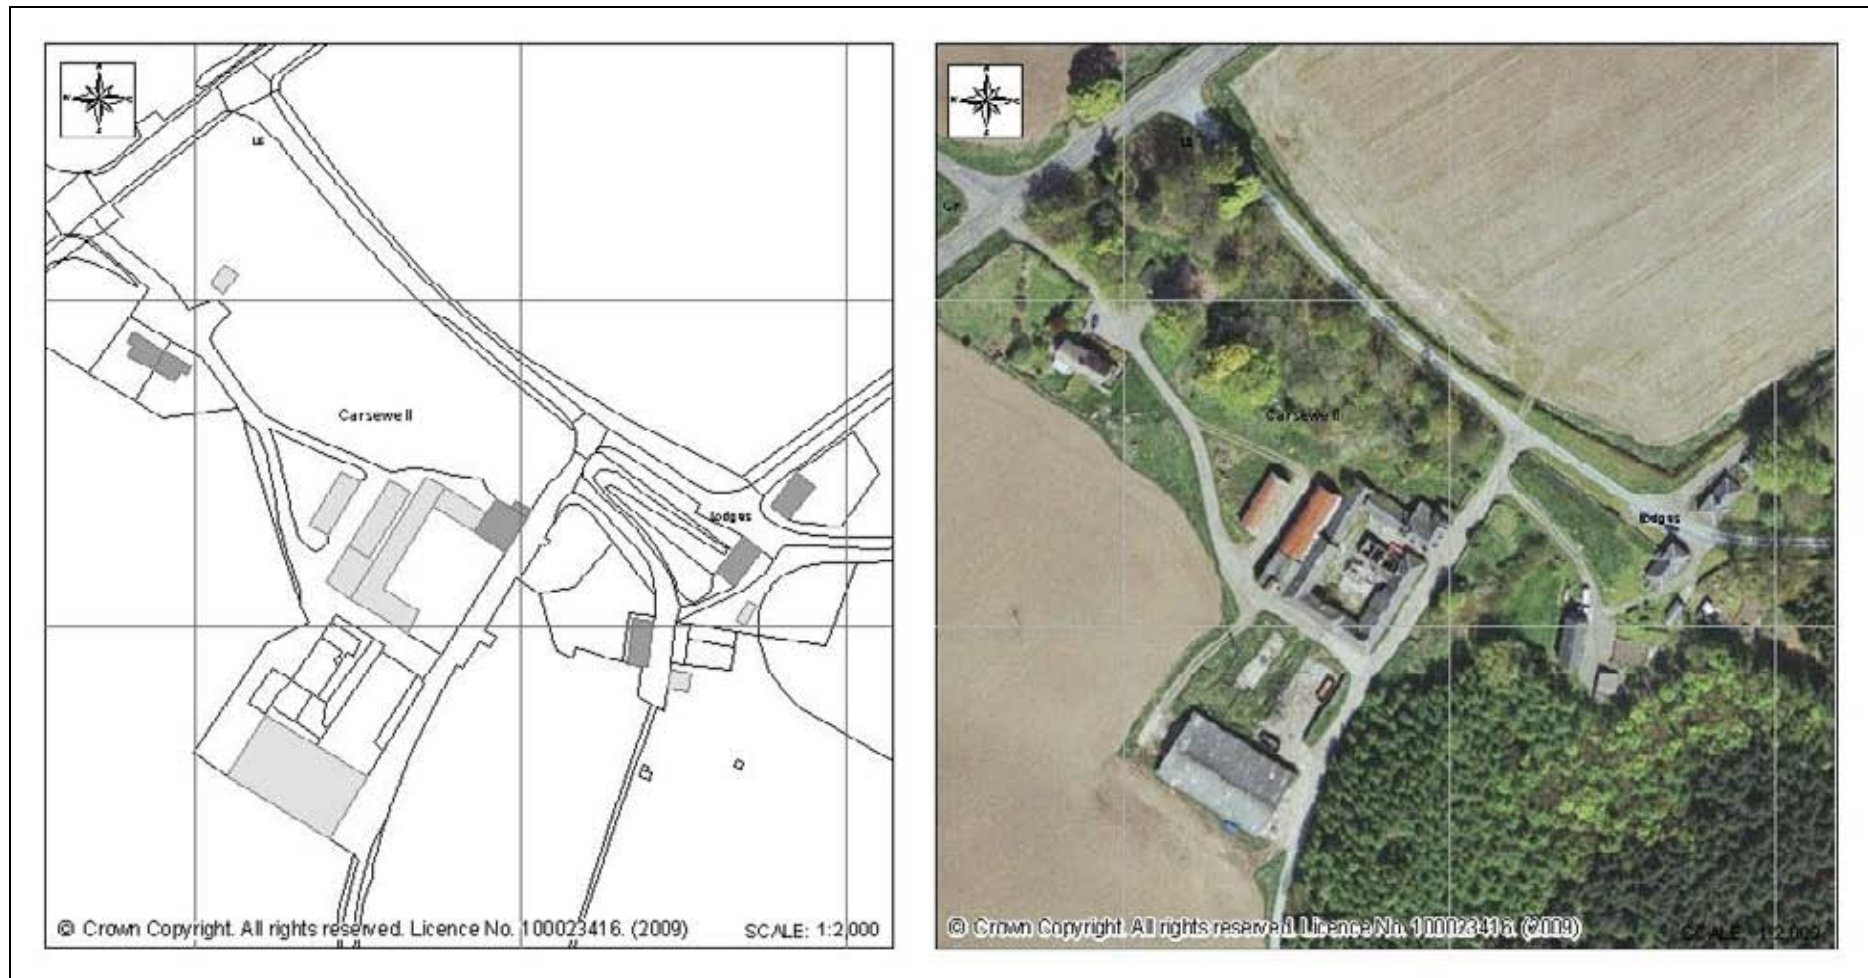 LB
Carsewell
lodges
© Crown Copyright. All rights reserved. Licence No. 100023416. (2009) SCALE: 1:2,000
LB
Carsewell
lodges
© Crown Copyright. All rights reserved. Licence No. 100023416. (2009) SCALE: 1:2,000